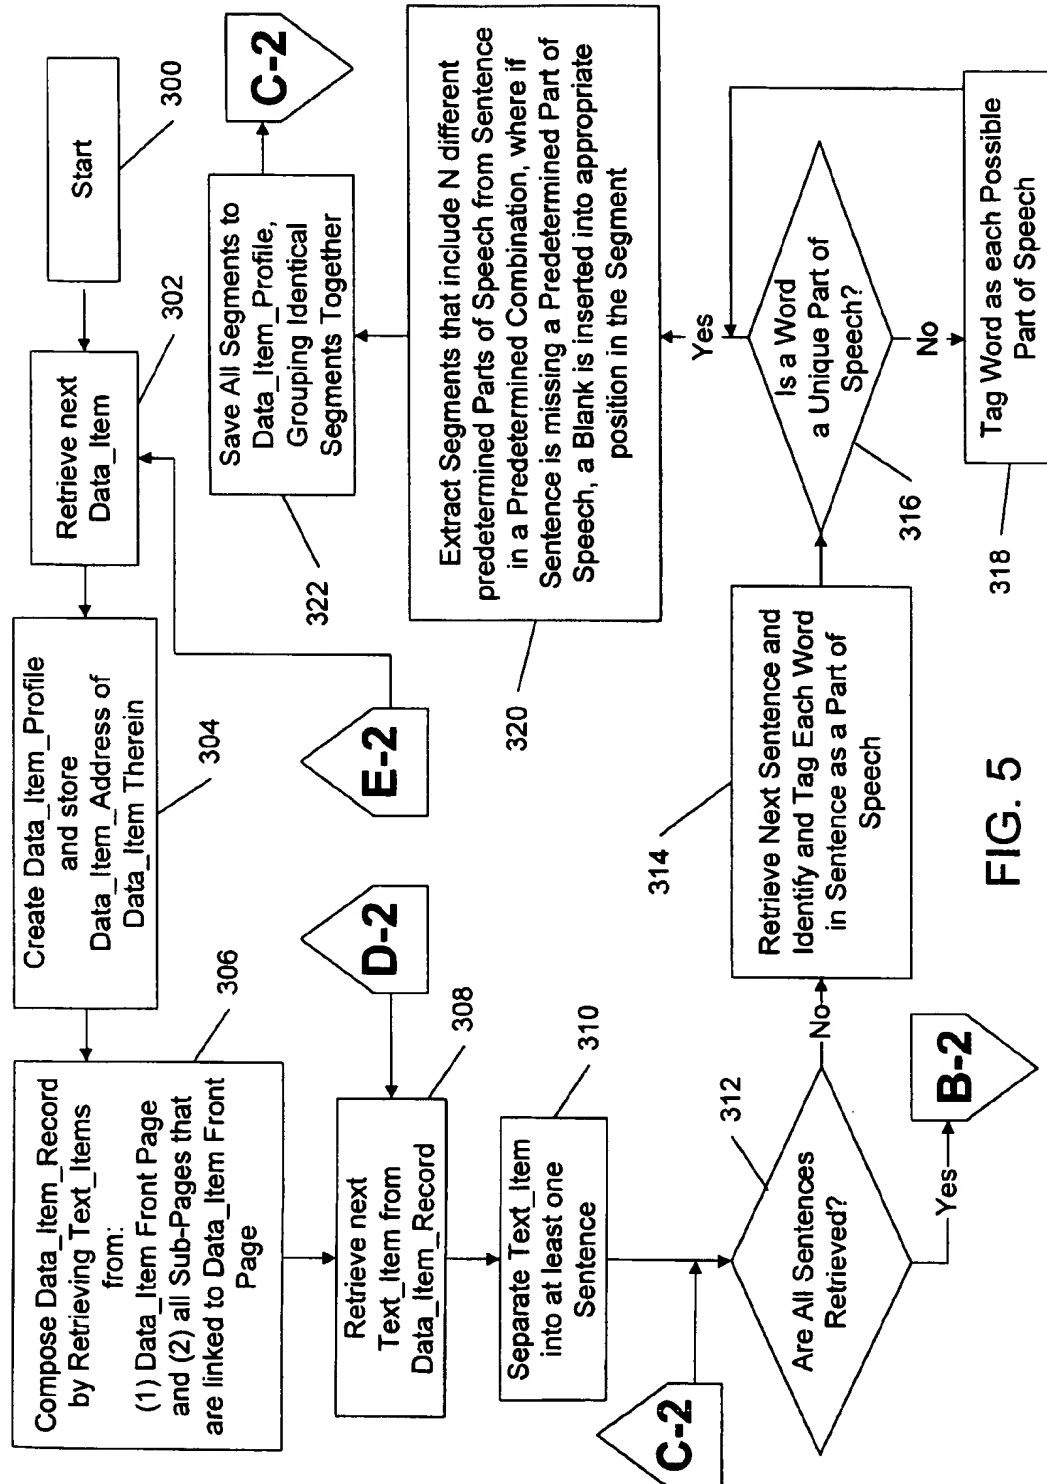 Start
300
Retrieve next
Data_Item
302
Create Data_Item_Profile
and store
Data_Item_Address of
Data_Item Therein
304
Compose Data_Item_Record
by Retrieving Text_Items
from:
(1) Data_Item Front Page
and (2) all Sub-Pages that
are linked to Data_Item Front
Page
306
E-2
D-2
Retrieve next
Text_Item from
Data_Item_Record
308
Separate Text_Item
into at least one
Sentence
310
C-2
Are All Sentences
Retrieved?
312
Yes
B-2
No
Retrieve Next Sentence and
Identify and Tag Each Word
in Sentence as a Part of
Speech
314
Is a Word
a Unique Part of
Speech?
316
No
Tag Word as each Possible
Part of Speech
318
Yes
Extract Segments that include N different
predetermined Parts of Speech from Sentence
in a Predetermined Combination, where if
Sentence is missing a Predetermined Part of
Speech, a Blank is inserted into appropriate
position in the Segment
320
Save All Segments to
Data_Item_Profile,
Grouping Identical
Segments Together
322
C-2
FIG. 5